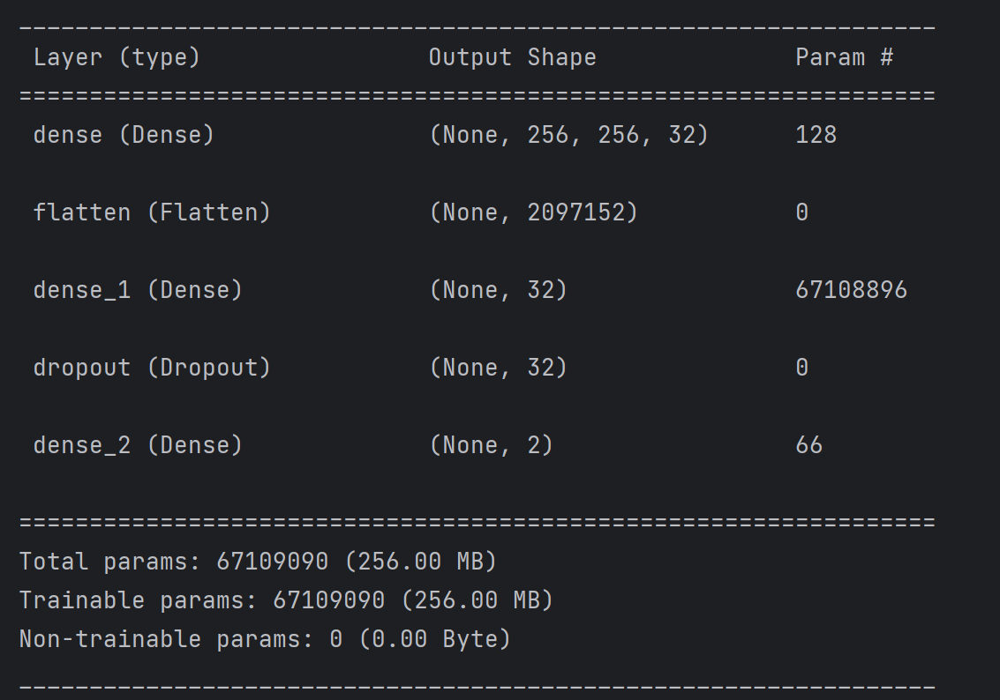 _________________________________________________________________
 Layer (type)                Output Shape              Param #
=================================================================
 dense (Dense)               (None, 256, 256, 32)      128
 flatten (Flatten)           (None, 2097152)           0
 dense_1 (Dense)             (None, 32)                67108896
 dropout (Dropout)           (None, 32)                0
 dense_2 (Dense)             (None, 2)                 66
=================================================================
Total params: 67109090 (256.00 MB)
Trainable params: 67109090 (256.00 MB)
Non-trainable params: 0 (0.00 Byte)
_________________________________________________________________